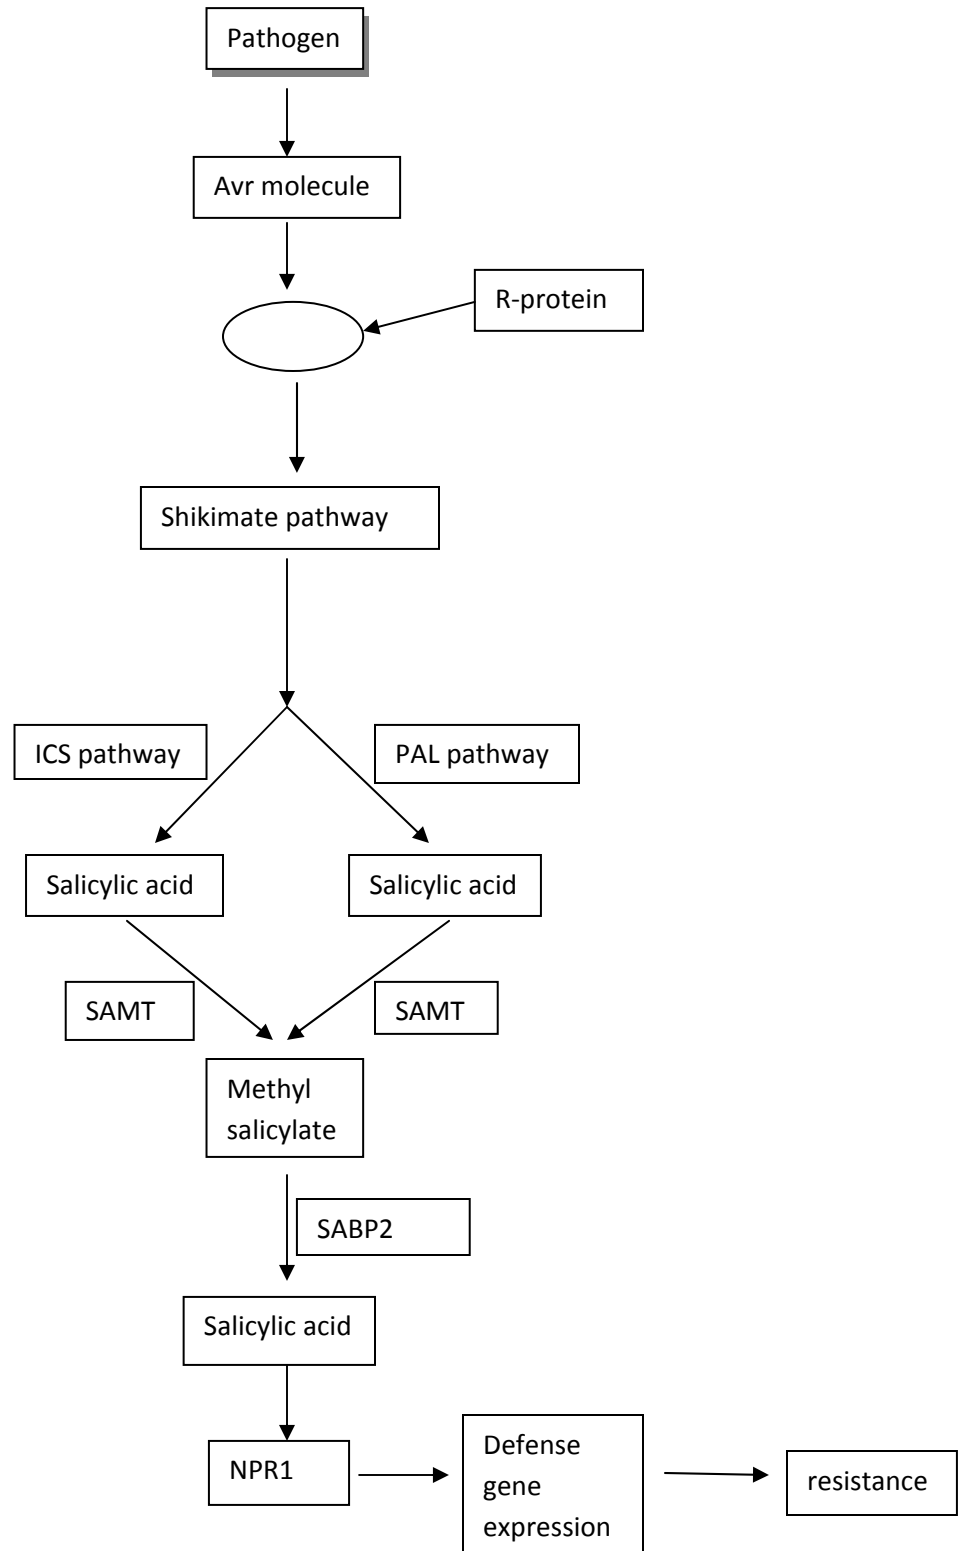 Pathogen
Avr molecule
R-protein
Shikimate pathway
ICS pathway
PAL pathway
Salicylic acid
Salicylic acid
SAMT
SAMT
Methyl
salicylate
SABP2
Salicylic acid
NPR1
Defense
gene
expression
resistance